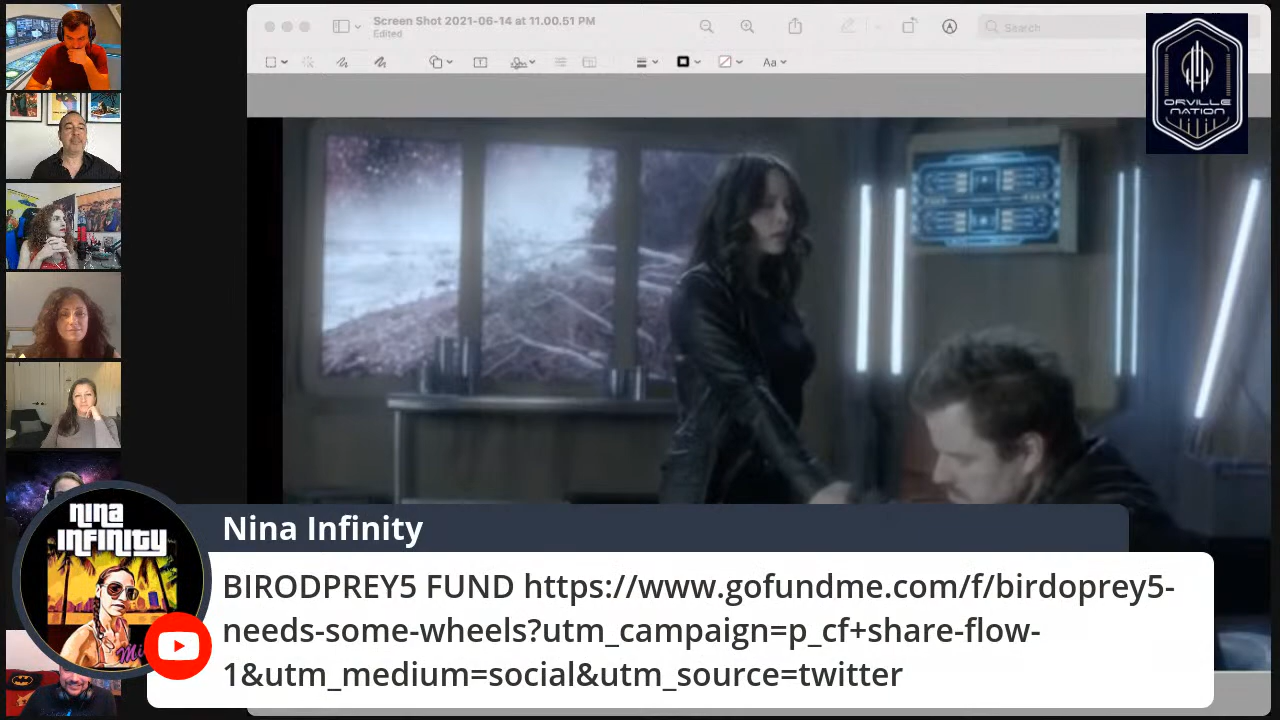 Screen Shot 2021-06-14 at 11.00.51 PM
Edited
Search
Aa
ORVILLE
NATION
NINA
INFINITY
Nina Infinity
BIRODPREY5 FUND https://www.gofundme.com/f/birdoprey5-
needs-some-wheels?utm_campaign=p_cf+share-flow-
1&utm_medium=social&utm_source=twitter